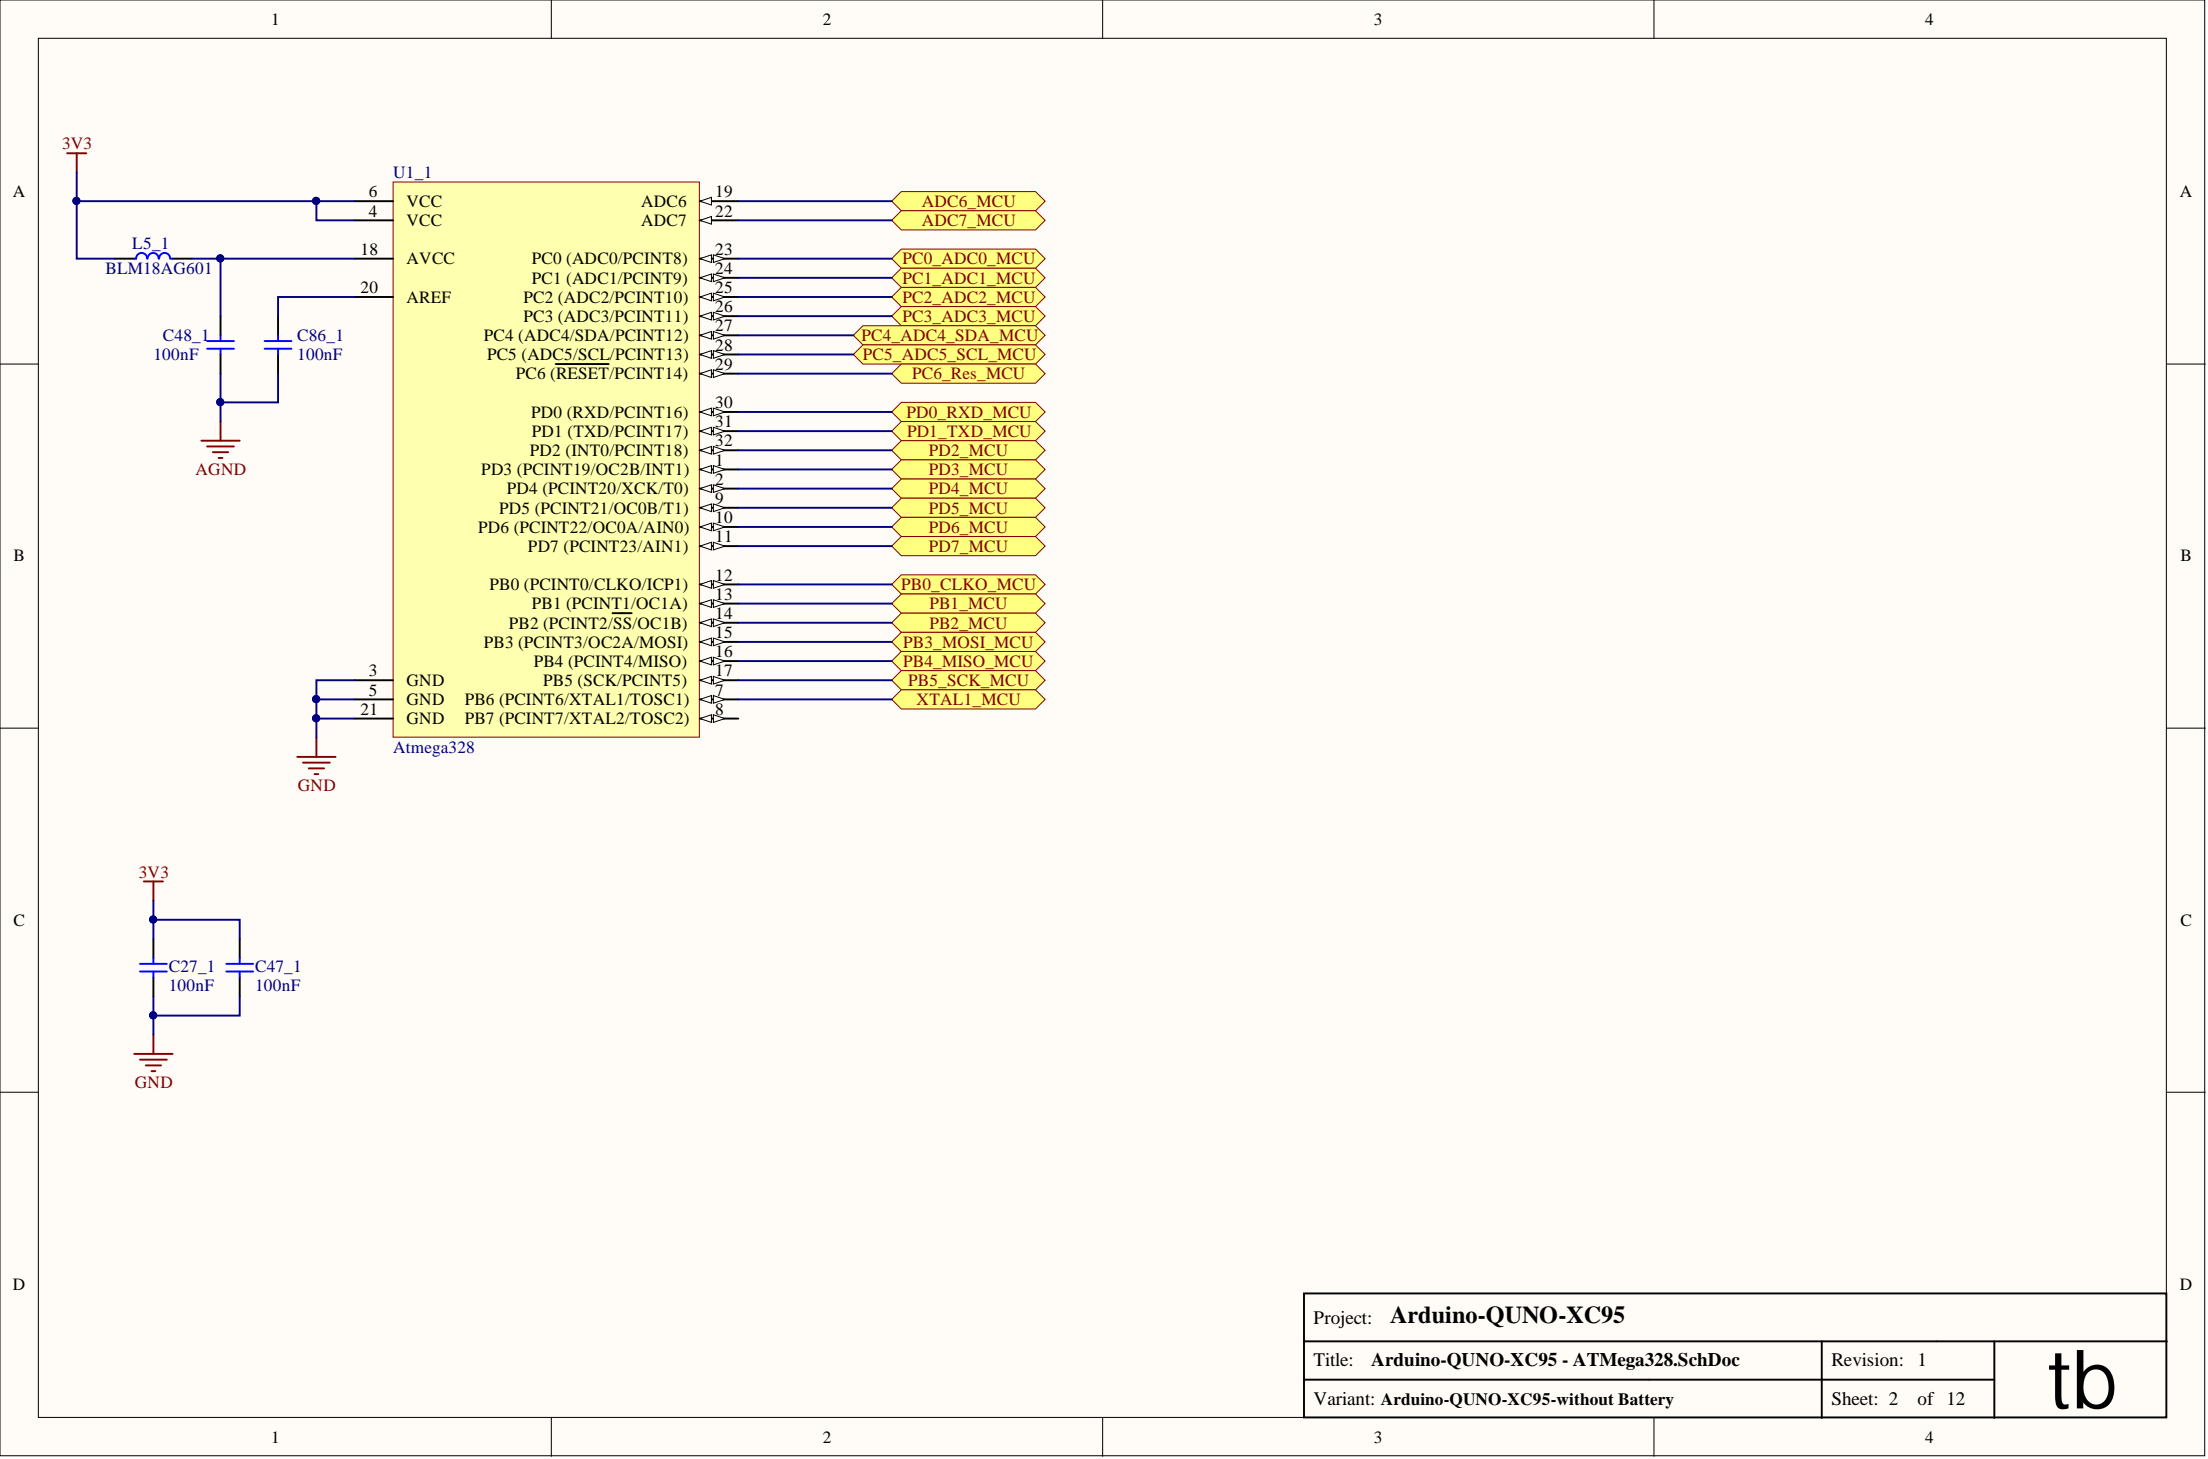 1 2 3 4
A A
B B
C C
D D
1 2 3 4
3V3
U1_1
6 VCC
4 VCC
L5_1
BLM18AG601
18 AVCC
20 AREF
C48_1
100nF
C86_1
100nF
AGND
3 GND
5 GND
21 GND
GND
Atmega328
ADC6 19 ADC6_MCU
ADC7 22 ADC7_MCU
PC0 (ADC0/PCINT8) 23 PC0_ADC0_MCU
PC1 (ADC1/PCINT9) 24 PC1_ADC1_MCU
PC2 (ADC2/PCINT10) 25 PC2_ADC2_MCU
PC3 (ADC3/PCINT11) 26 PC3_ADC3_MCU
PC4 (ADC4/SDA/PCINT12) 27 PC4_ADC4_SDA_MCU
PC5 (ADC5/SCL/PCINT13) 28 PC5_ADC5_SCL_MCU
PC6 (RESET/PCINT14) 29 PC6_Res_MCU
PD0 (RXD/PCINT16) 30 PD0_RXD_MCU
PD1 (TXD/PCINT17) 31 PD1_TXD_MCU
PD2 (INT0/PCINT18) 32 PD2_MCU
PD3 (PCINT19/OC2B/INT1) 1 PD3_MCU
PD4 (PCINT20/XCK/T0) 2 PD4_MCU
PD5 (PCINT21/OC0B/T1) 9 PD5_MCU
PD6 (PCINT22/OC0A/AIN0) 10 PD6_MCU
PD7 (PCINT23/AIN1) 11 PD7_MCU
PB0 (PCINT0/CLKO/ICP1) 12 PB0_CLKO_MCU
PB1 (PCINT1/OC1A) 13 PB1_MCU
PB2 (PCINT2/SS/OC1B) 14 PB2_MCU
PB3 (PCINT3/OC2A/MOSI) 15 PB3_MOSI_MCU
PB4 (PCINT4/MISO) 16 PB4_MISO_MCU
PB5 (SCK/PCINT5) 17 PB5_SCK_MCU
PB6 (PCINT6/XTAL1/TOSC1) 7 XTAL1_MCU
PB7 (PCINT7/XTAL2/TOSC2) 8
3V3
C27_1
100nF
C47_1
100nF
GND
Project: Arduino-QUNO-XC95
Title: Arduino-QUNO-XC95 - ATMega328.SchDoc
Revision: 1
Variant: Arduino-QUNO-XC95-without Battery
Sheet: 2 of 12
tb